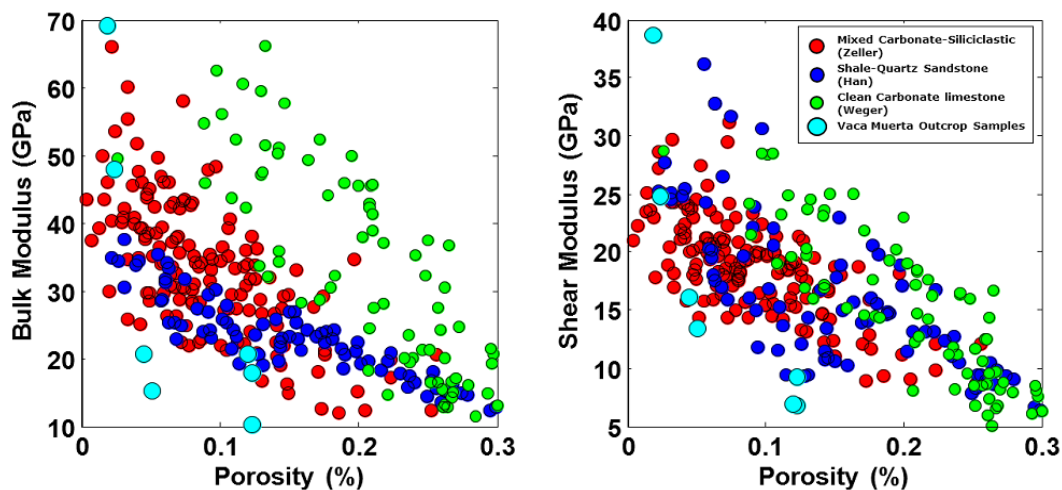 70
60
50
40
30
20
10
0
0.1
0.2
0.3
Bulk Modulus (GPa)
Porosity (%)
40
35
30
25
20
15
10
5
0
0.1
0.2
0.3
Shear Modulus (GPa)
Porosity (%)
Mixed Carbonate-Siliciclastic
(Zeller)
Shale-Quartz Sandstone
(Han)
Clean Carbonate limestone
(Weger)
Vaca Muerta Outcrop Samples